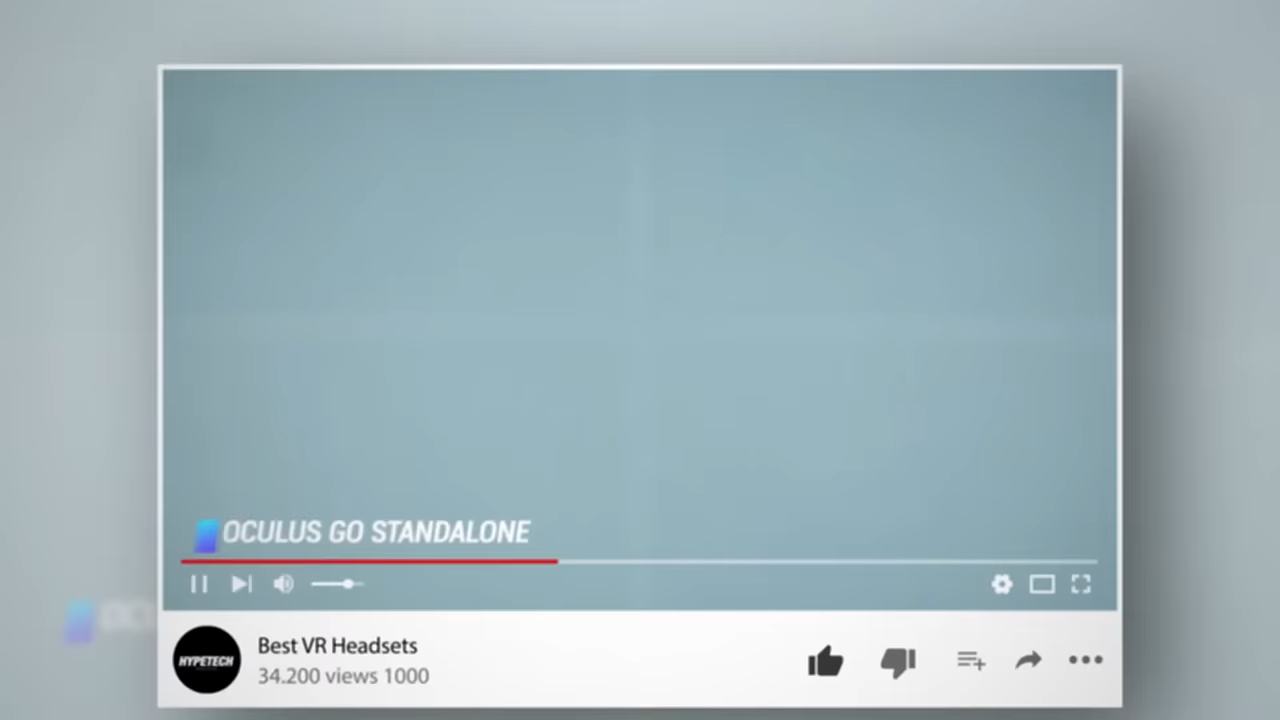 OCULUS GO STANDALONE
HYPETECH
Best VR Headsets
34.200 views 1000